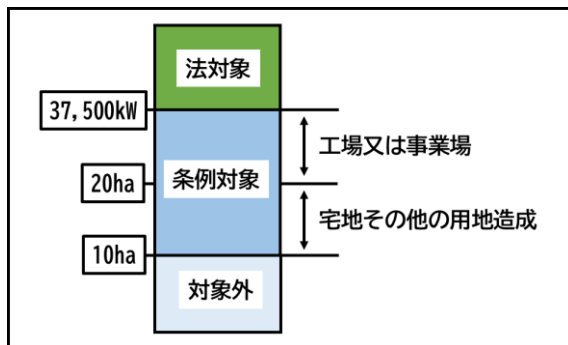 法対象
37,500kW
工場又は事業場
20ha
条例対象
宅地その他の用地造成
10ha
対象外